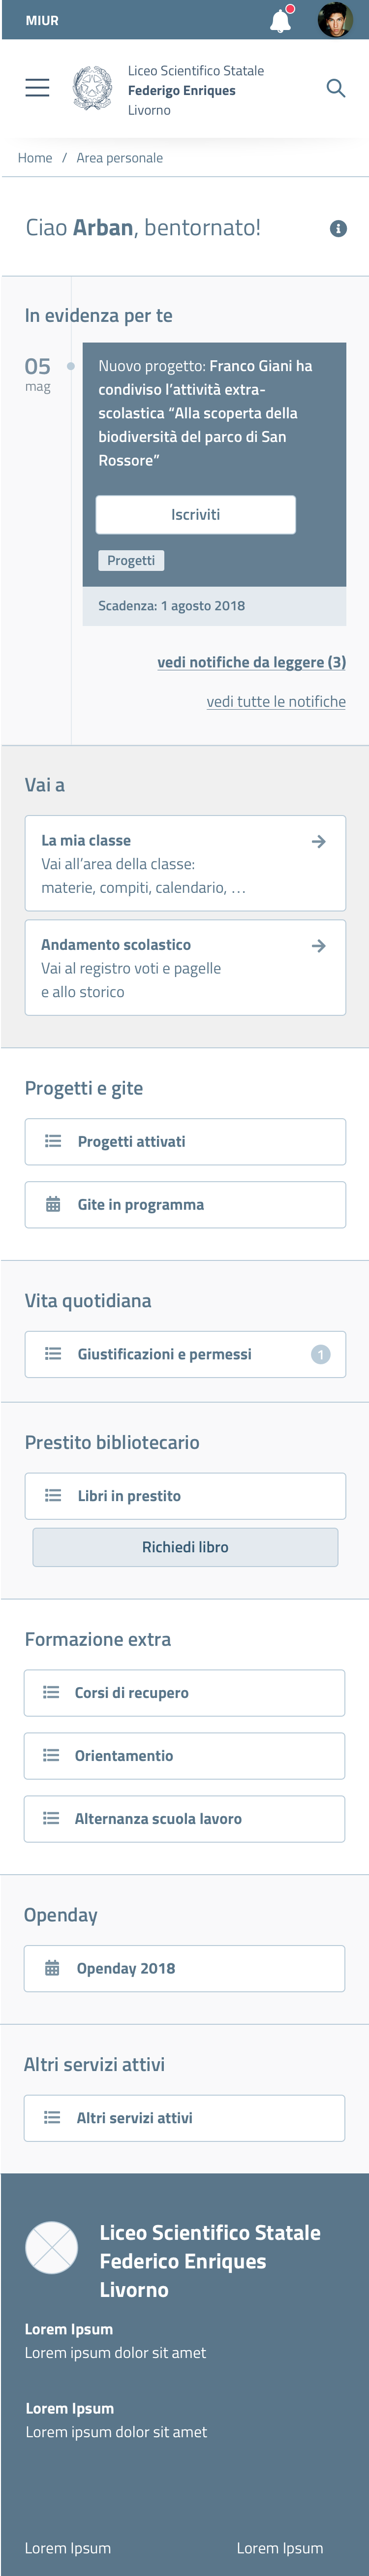 MIUR
Liceo Scientifico Statale
Federigo Enriques
Livorno
Home / Area personale
Ciao Arban, bentornato!
In evidenza per te
05
mag
Nuovo progetto: Franco Giani ha
condiviso l’attività extra-
scolastica “Alla scoperta della
biodiversità del parco di San
Rossore”
Iscriviti
Progetti
Scadenza: 1 agosto 2018
vedi notifiche da leggere (3)
vedi tutte le notifiche
Vai a
La mia classe
Vai all’area della classe:
materie, compiti, calendario, …
Andamento scolastico
Vai al registro voti e pagelle
e allo storico
Progetti e gite
Progetti attivati
Gite in programma
Vita quotidiana
Giustificazioni e permessi 1
Prestito bibliotecario
Libri in prestito
Richiedi libro
Formazione extra
Corsi di recupero
Orientamentio
Alternanza scuola lavoro
Openday
Openday 2018
Altri servizi attivi
Altri servizi attivi
Liceo Scientifico Statale
Federico Enriques
Livorno
Lorem Ipsum
Lorem ipsum dolor sit amet
Lorem Ipsum
Lorem ipsum dolor sit amet
Lorem Ipsum Lorem Ipsum